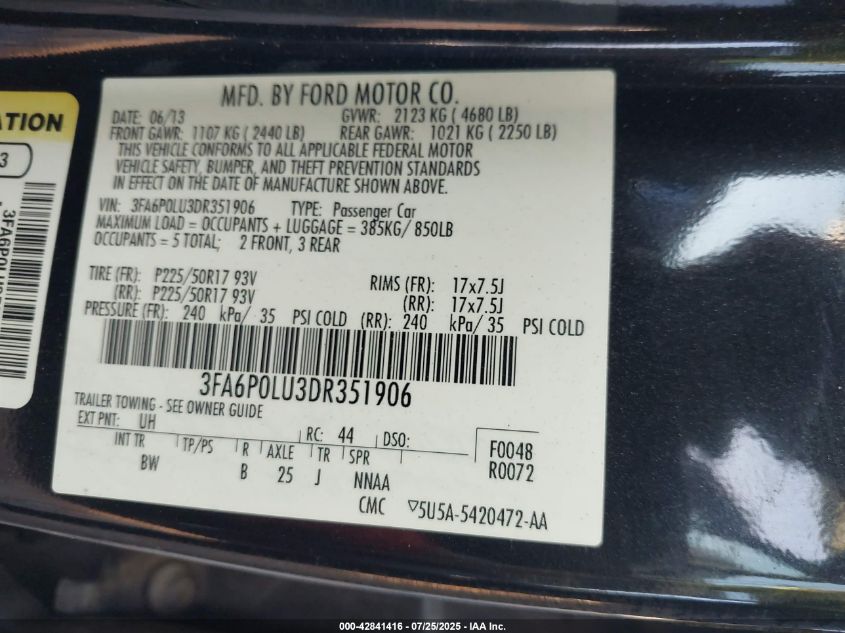 ATION
3
3FA6P0LU3
MFD. BY FORD MOTOR CO.
DATE: 06/13 GVWR: 2123 KG ( 4680 LB)
FRONT GAWR: 1107 KG ( 2440 LB) REAR GAWR: 1021 KG ( 2250 LB)
THIS VEHICLE CONFORMS TO ALL APPLICABLE FEDERAL MOTOR
VEHICLE SAFETY, BUMPER, AND THEFT PREVENTION STANDARDS
IN EFFECT ON THE DATE OF MANUFACTURE SHOWN ABOVE.
VIN: 3FA6P0LU3DR351906 TYPE: Passenger Car
MAXIMUM LOAD = OCCUPANTS + LUGGAGE = 385KG/ 850LB
OCCUPANTS = 5 TOTAL; 2 FRONT, 3 REAR
TIRE (FR): P225/50R17 93V RIMS (FR): 17x7.5J
(RR): P225/50R17 93V (RR): 17x7.5J
PRESSURE (FR): 240 kPa/ 35 PSI COLD (RR): 240 kPa/ 35 PSI COLD
3FA6P0LU3DR351906
TRAILER TOWING - SEE OWNER GUIDE
EXT PNT: UH RC: 44 DSO: F0048
INT TR TP/PS R AXLE TR SPR R0072
BW B 25 J NNAA
CMC ▽5U5A-5420472-AA
000-42841416 - 07/25/2025 - IAA Inc.